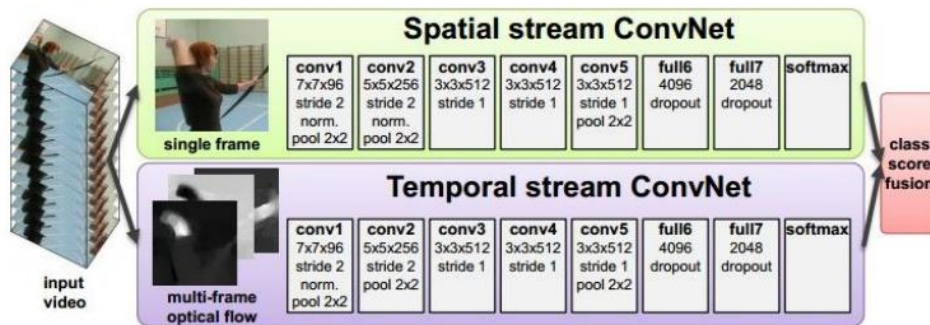 Spatial stream ConvNet
conv1
7x7x96
stride 2
norm.
pool 2x2
conv2
5x5x256
stride 2
norm.
pool 2x2
conv3
3x3x512
stride 1
conv4
3x3x512
stride 1
conv5
3x3x512
stride 1
pool 2x2
full6
4096
dropout
full7
2048
dropout
softmax
single frame
Temporal stream ConvNet
conv1
7x7x96
stride 2
norm.
pool 2x2
conv2
5x5x256
stride 2
pool 2x2
conv3
3x3x512
stride 1
conv4
3x3x512
stride 1
conv5
3x3x512
stride 1
pool 2x2
full6
4096
dropout
full7
2048
dropout
softmax
multi-frame
optical flow
input
video
class
score
fusion